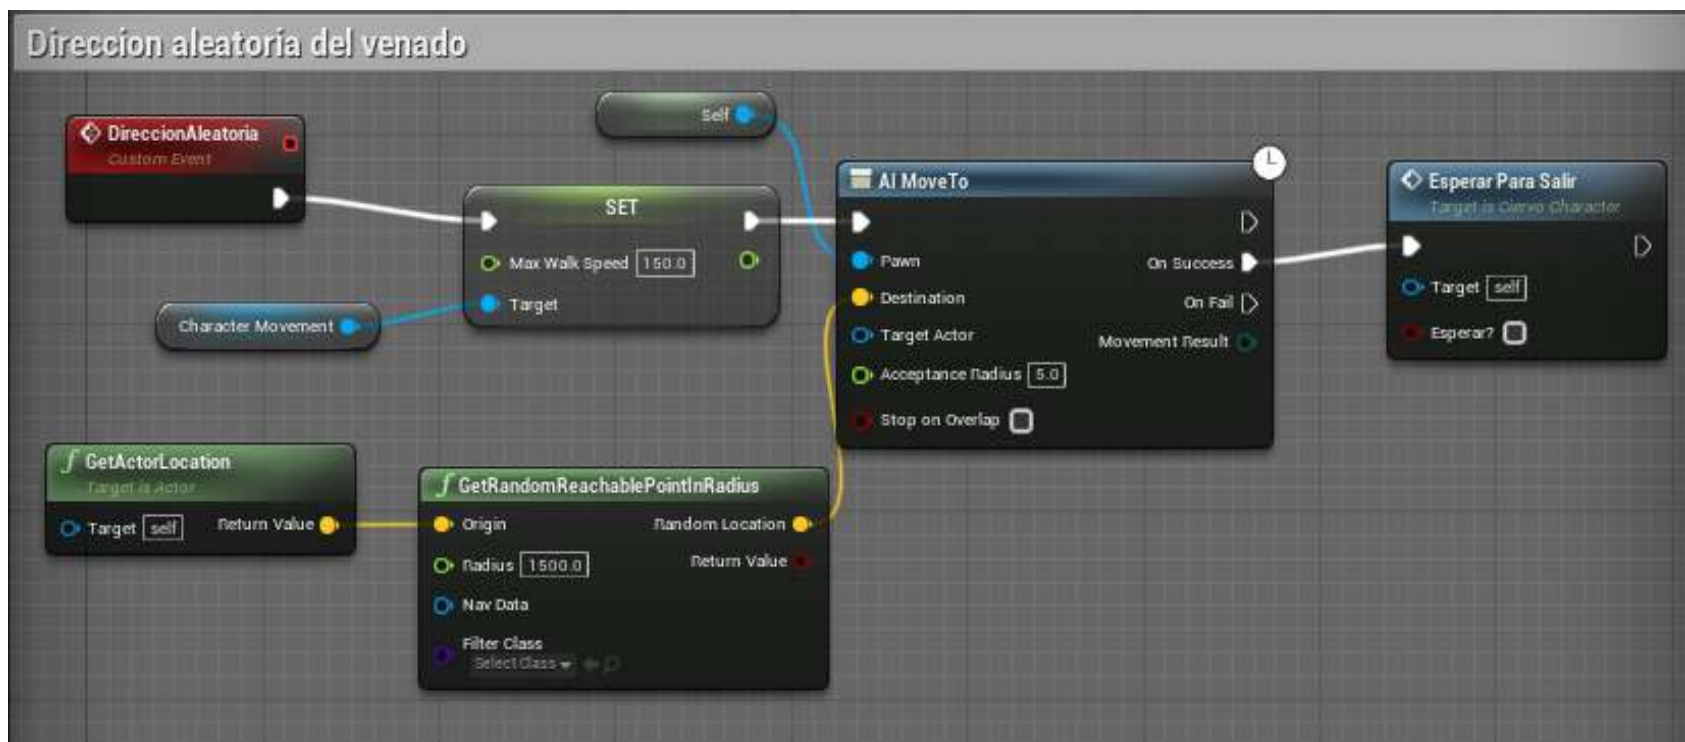 Direccion aleatoria del venado
DireccionAleatoria
Custom Event
SET
Max Walk Speed 150.0
Target
Character Movement
Self
AI MoveTo
Pawn
On Success
Destination
On Fail
Target Actor
Movement Result
Acceptance Radius 5.0
Stop on Overlap
Esperar Para Salir
Target is Ciervo Character
Target self
Esperar?
GetActorLocation
Target is Actor
Target self
Return Value
GetRandomReachablePointInRadius
Origin
Random Location
Radius 1500.0
Return Value
Nav Data
Filter Class
Select Class